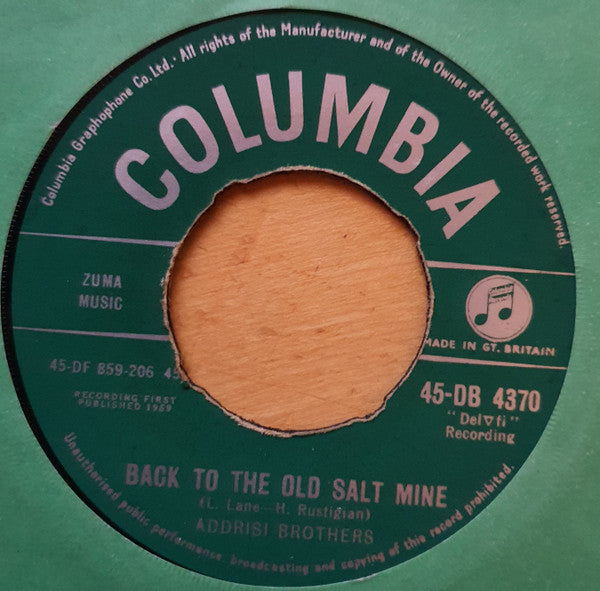 Columbia Graphophone Co. Ltd. · All rights of the Manufacturer and of the Owner of the recorded work reserved.
COLUMBIA
ZUMA
MUSIC
MADE IN GT. BRITAIN
45-DF 859-206 45
RECORDING FIRST
PUBLISHED 1959
45-DB 4370
"Del▽fi"
Recording
BACK TO THE OLD SALT MINE
(L. Lane—H. Rustigian)
ADDRISI BROTHERS
Unauthorised public performance broadcasting and copying of this record prohibited.